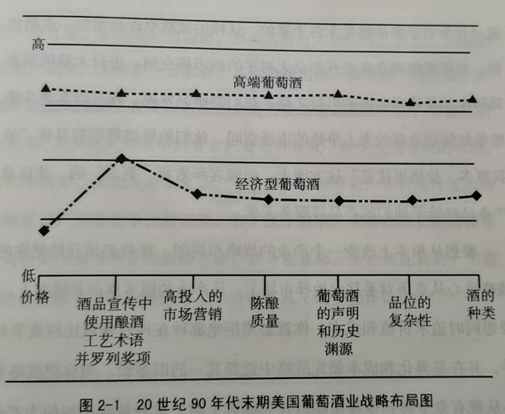 高
高端葡萄酒
经济型葡萄酒
低
价格
酒品宣传中
使用酿酒
工艺术语
并罗列奖项
高投入的
市场营销
陈酿
质量
葡萄酒
的声明
和历史
渊源
品位的
复杂性
酒的
种类
图 2-1 20 世纪 90 年代末期美国葡萄酒业战略布局图